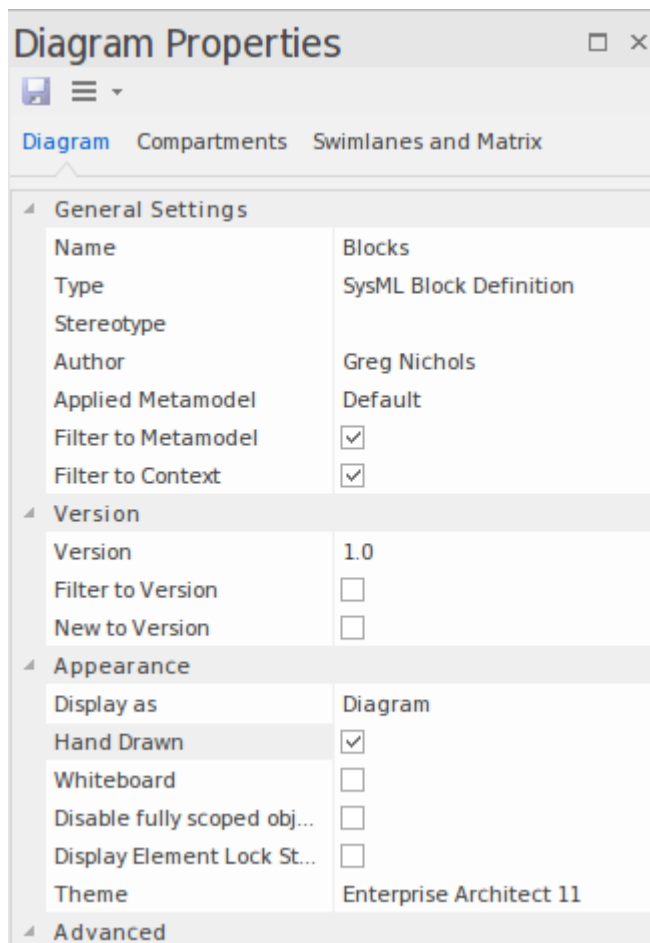 Diagram Properties
Diagram Compartments Swimlanes and Matrix
General Settings
Name Blocks
Type SysML Block Definition
Stereotype
Author Greg Nichols
Applied Metamodel Default
Filter to Metamodel
Filter to Context
Version
Version 1.0
Filter to Version
New to Version
Appearance
Display as Diagram
Hand Drawn
Whiteboard
Disable fully scoped obj...
Display Element Lock St...
Theme Enterprise Architect 11
Advanced